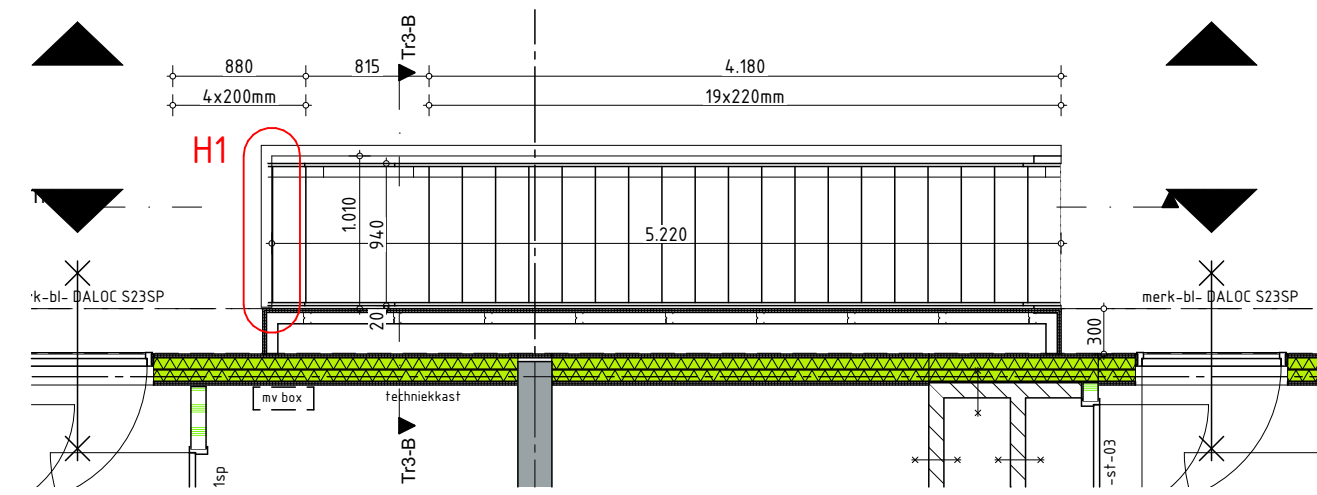 Tr3-B
880
815
4.180
4x200mm
19x220mm
H1
1.010
940
5.220
rk-bl- DALOC S23SP
merk-bl- DALOC S23SP
20
300
mv box
techniekkast
Tr3-B
1sp
-st-03